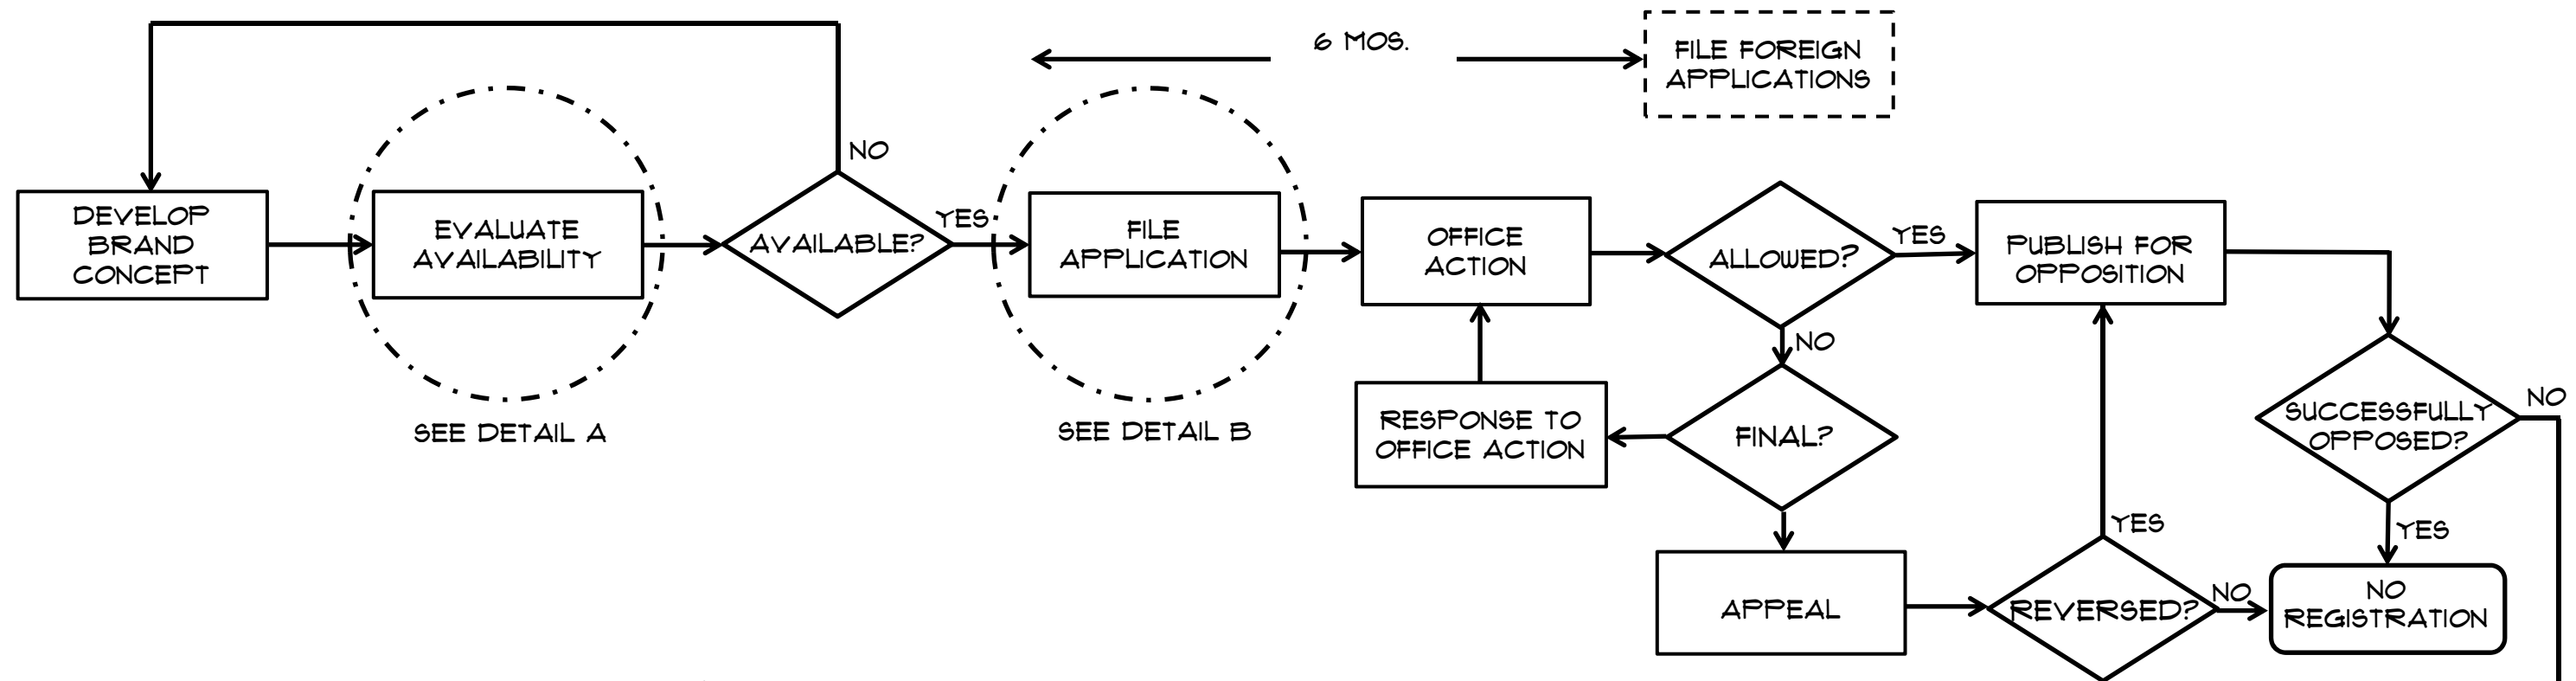 6 MOS.
FILE FOREIGN
APPLICATIONS
NO
DEVELOP
BRAND
CONCEPT
EVALUATE
AVAILABILITY
AVAILABLE?
YES
FILE
APPLICATION
OFFICE
ACTION
ALLOWED?
YES
PUBLISH FOR
OPPOSITION
NO
SEE DETAIL A
SEE DETAIL B
RESPONSE TO
OFFICE ACTION
FINAL?
SUCCESSFULLY
OPPOSED?
NO
YES
YES
APPEAL
REVERSED?
NO
NO
REGISTRATION